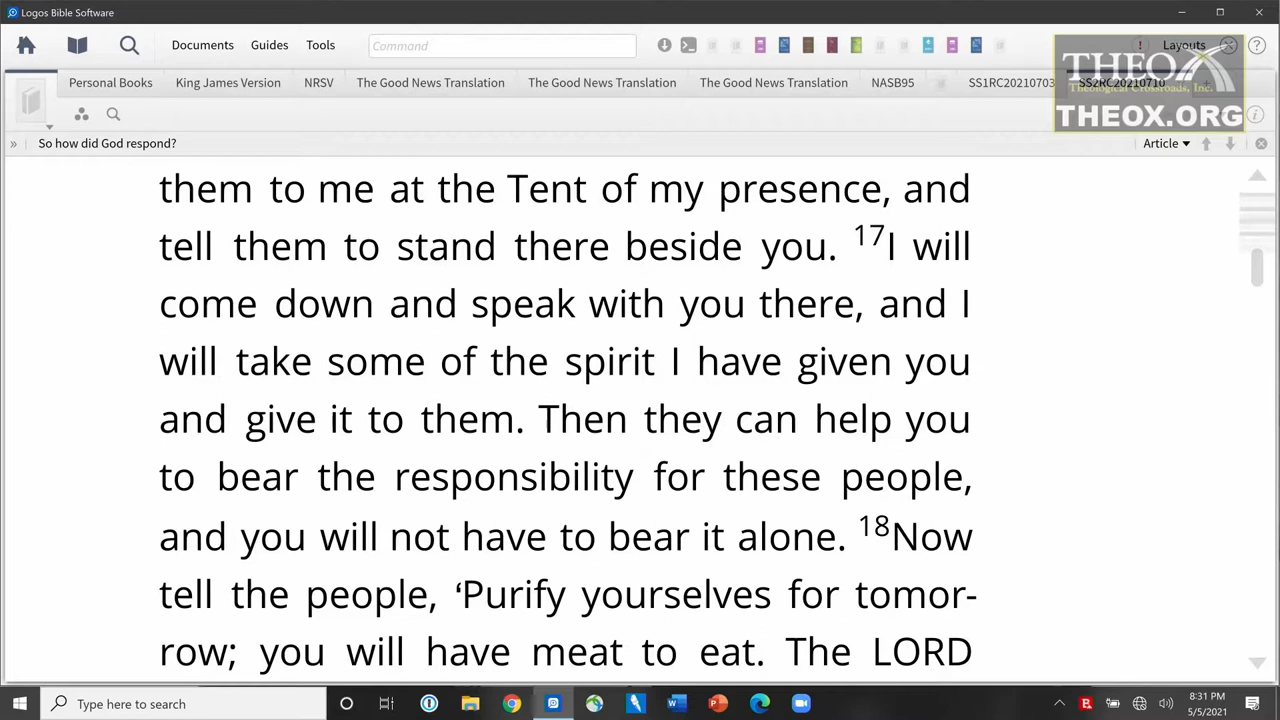 Logos Bible Software
Documents Guides Tools Command Layouts
THEOX
Theological Crossroads, Inc.
THEOX.ORG
Personal Books King James Version NRSV The Good News Translation The Good News Translation The Good News Translation NASB95 SS1RC20210703 SS2RC20210710
So how did God respond? Article
them to me at the Tent of my presence, and
tell them to stand there beside you. 17I will
come down and speak with you there, and I
will take some of the spirit I have given you
and give it to them. Then they can help you
to bear the responsibility for these people,
and you will not have to bear it alone. 18Now
tell the people, ‘Purify yourselves for tomor-
row; you will have meat to eat. The LORD
Type here to search
8:31 PM
5/5/2021